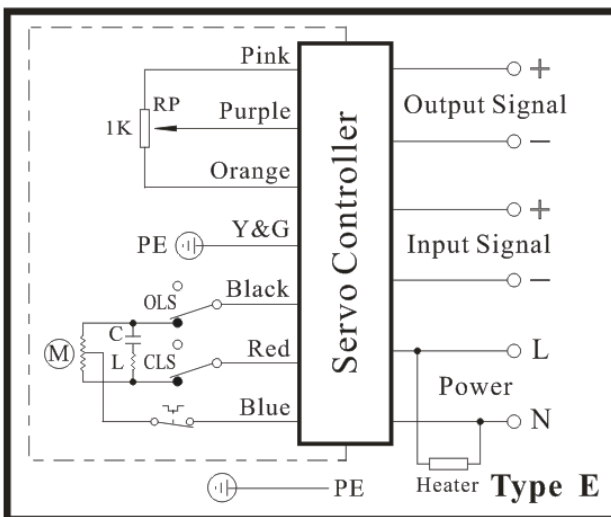 Pink
RP
1K
Purple
Orange
PE
Y&G
OLS
Black
C
M
L
CLS
Red
Blue
PE
Servo Controller
+
Output Signal
−
+
Input Signal
−
L
Power
N
Heater
Type E